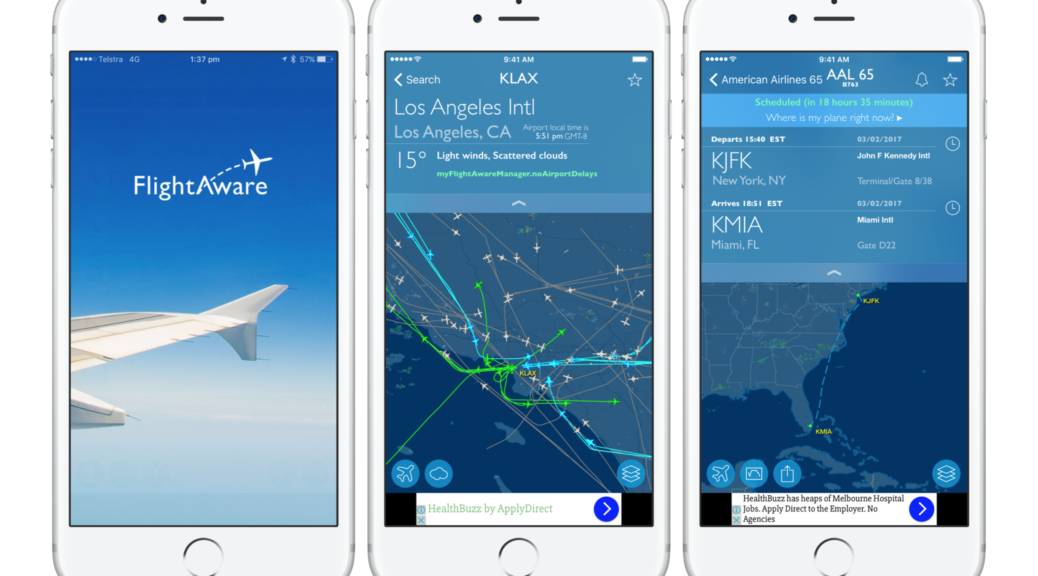 Telstra 4G 1:37 pm 57%
FlightAware
9:41 AM
Search KLAX
Los Angeles Intl
Los Angeles, CA Airport local time is
5:51 pm GMT-8
15° Light winds, Scattered clouds
myFlightAwareManager.noAirportDelays
KLAX
HealthBuzz by ApplyDirect
9:41 AM
American Airlines 65 AAL 65
B763
Scheduled (in 18 hours 35 minutes)
Where is my plane right now? ▸
Departs 15:40 EST 03/02/2017
KJFK John F Kennedy Intl
New York, NY Terminal/Gate 8/38
Arrives 18:51 EST 03/02/2017
KMIA Miami Intl
Miami, FL Gate D22
KJFK
KMIA
HealthBuzz has heaps of Melbourne Hospital
Jobs. Apply Direct to the Employer. No
Agencies